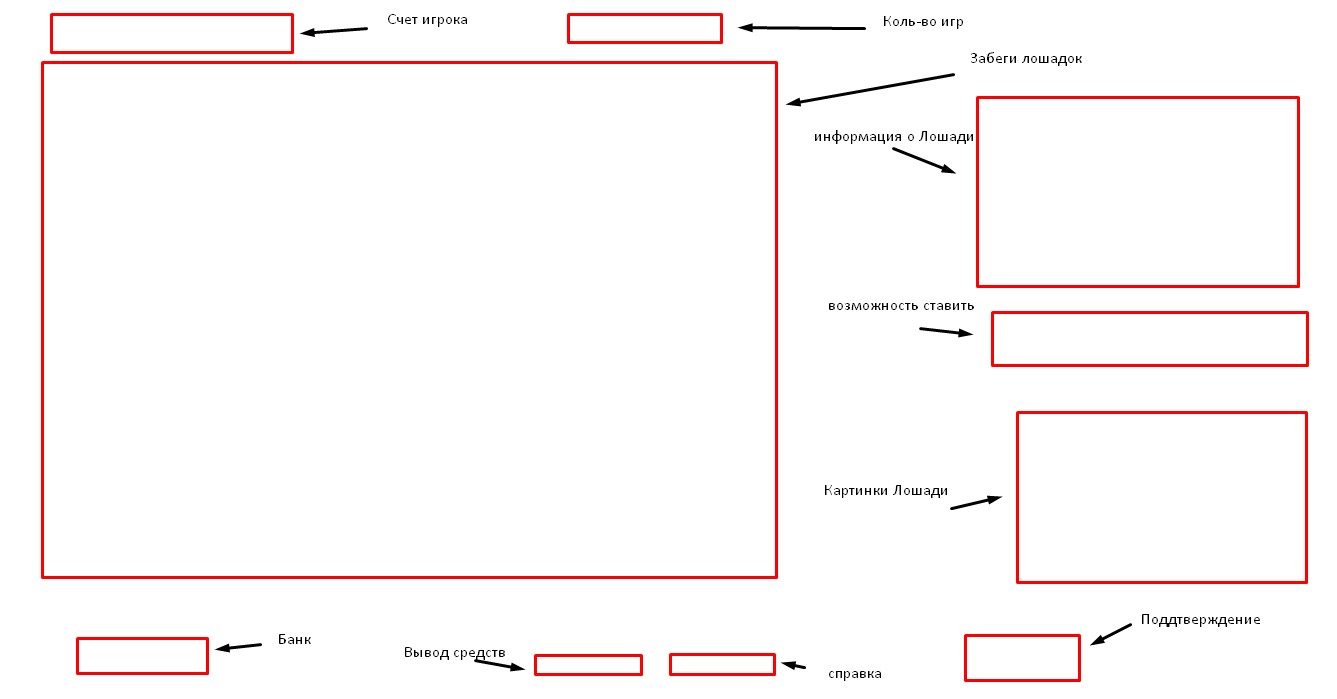 Счет игрока
Коль-во игр
Забеги лошадок
информация о Лошади
возможность ставить
Картинки Лошади
Поддтверждение
Банк
Вывод средств
справка